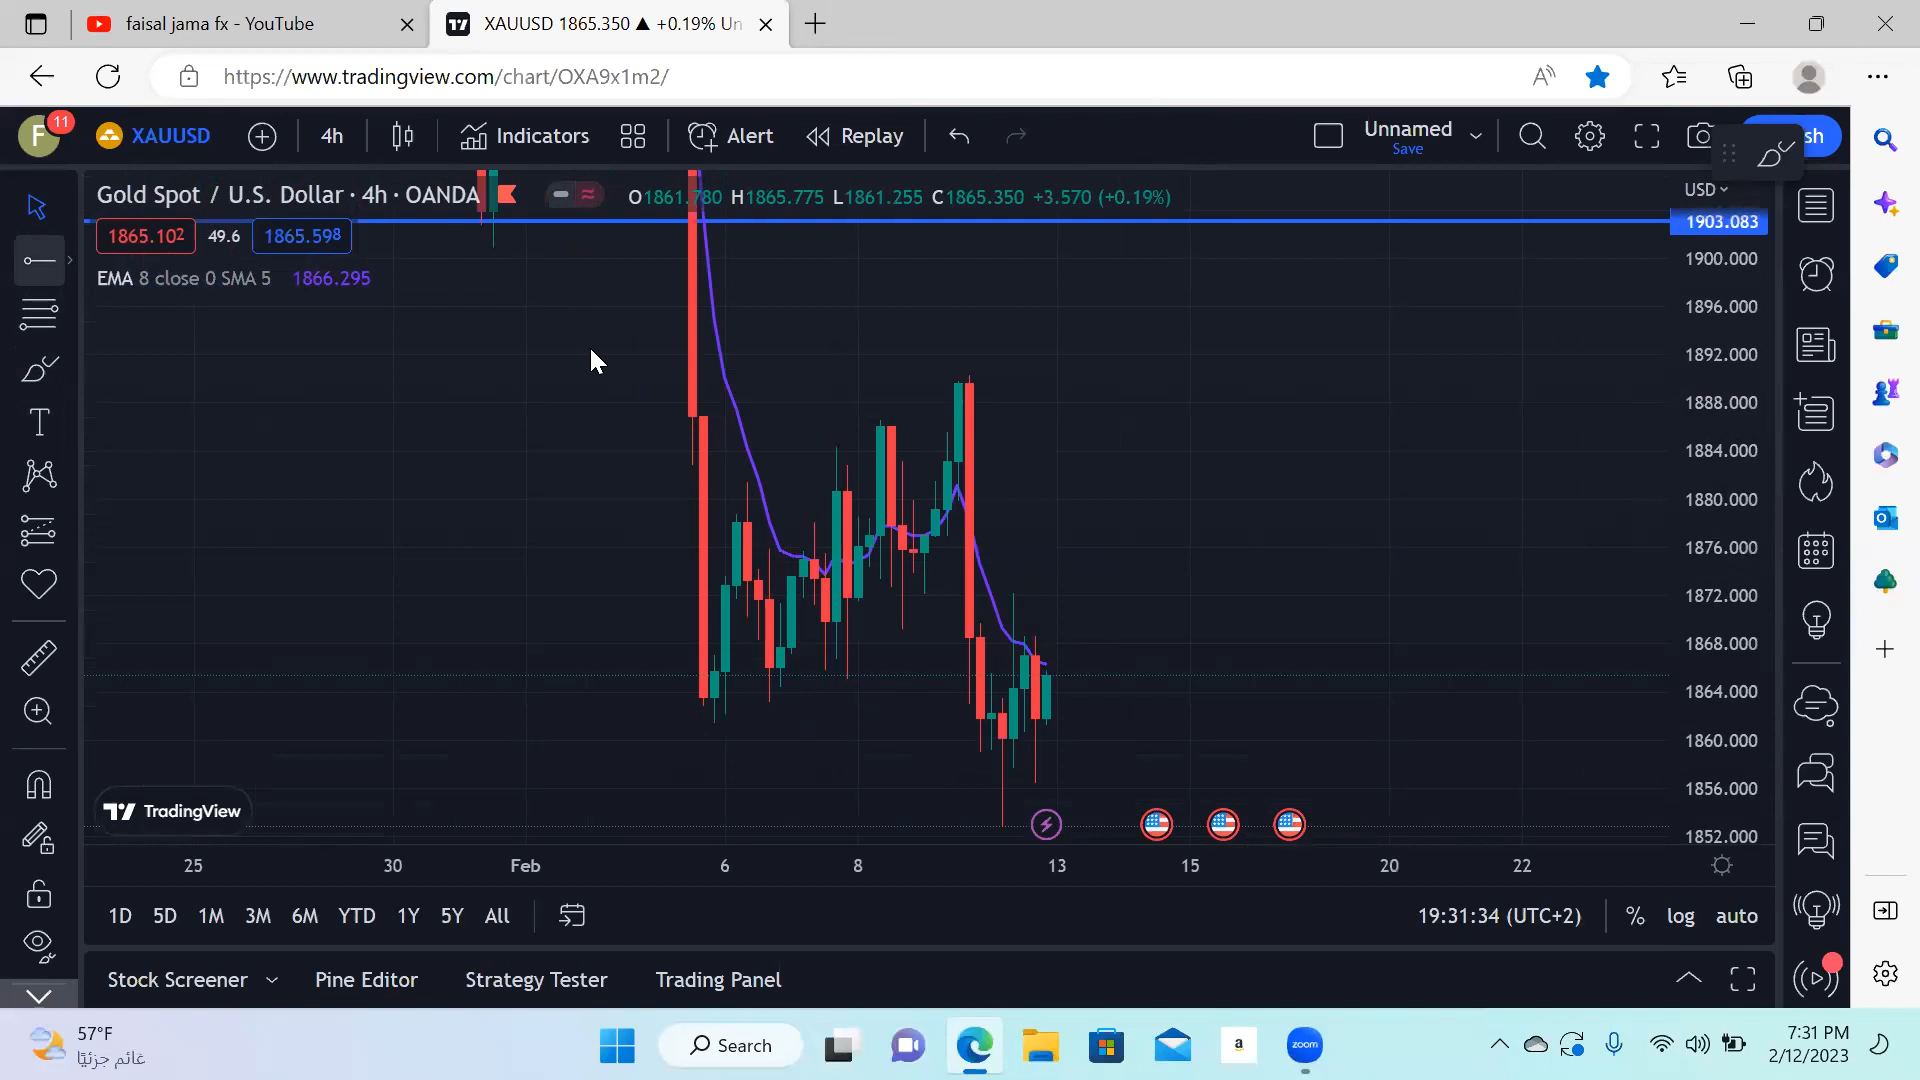 faisal jama fx - YouTube
XAUUSD 1865.350 ▲ +0.19% Un
https://www.tradingview.com/chart/OXA9x1m2/
F
11
XAUUSD
4h
Indicators
Alert
Replay
Unnamed
Save
sh
Gold Spot / U.S. Dollar · 4h · OANDA
O1861.780 H1865.775 L1861.255 C1865.350 +3.570 (+0.19%)
1865.102
49.6
1865.598
EMA 8 close 0 SMA 5 1866.295
USD
1903.083
1900.000
1896.000
1892.000
1888.000
1884.000
1880.000
1876.000
1872.000
1868.000
1864.000
1860.000
1856.000
1852.000
TradingView
25 30 Feb 6 8 13 15 20 22
1D 5D 1M 3M 6M YTD 1Y 5Y All
19:31:34 (UTC+2) % log auto
Stock Screener Pine Editor Strategy Tester Trading Panel
57°F
غائم جزئيًا
Search
a
zoom
7:31 PM
2/12/2023